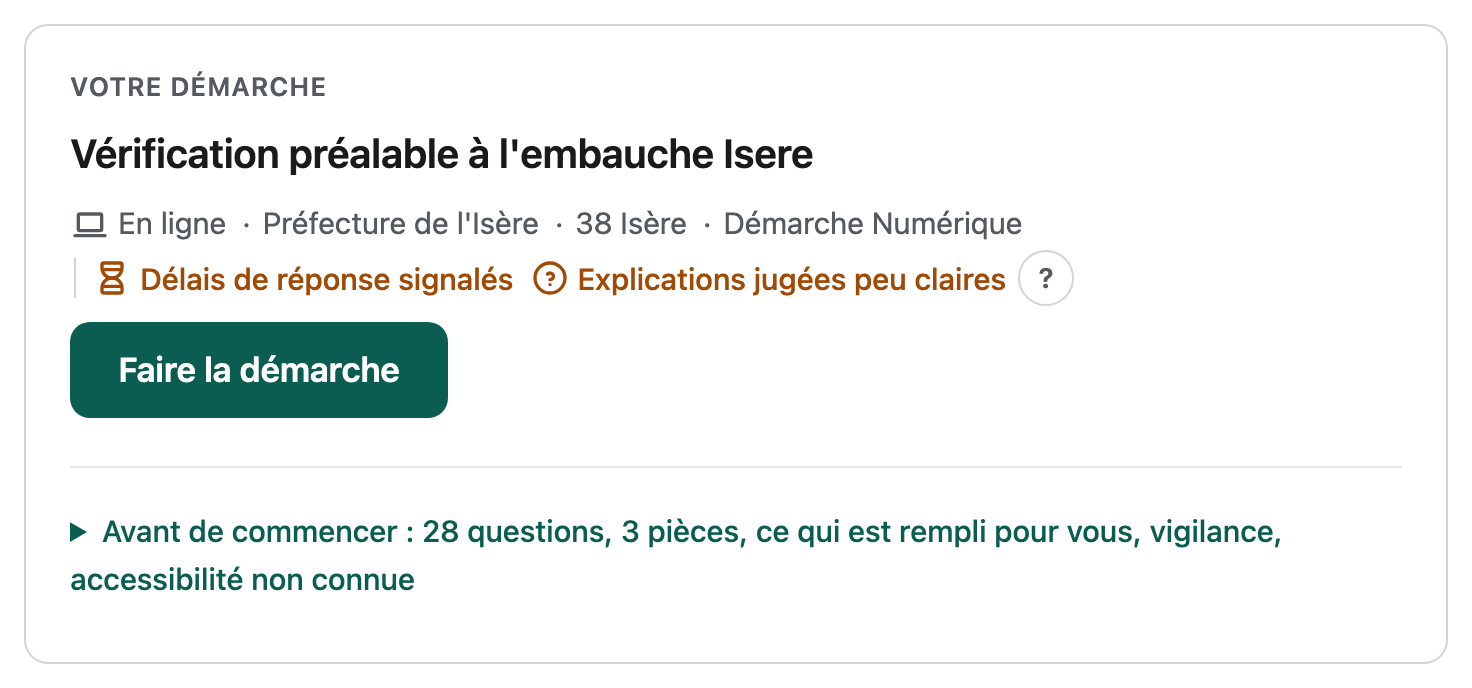 VOTRE DÉMARCHE
Vérification préalable à l'embauche Isere
En ligne · Préfecture de l'Isère · 38 Isère · Démarche Numérique
Délais de réponse signalés ? Explications jugées peu claires ?
Faire la démarche
▶ Avant de commencer : 28 questions, 3 pièces, ce qui est rempli pour vous, vigilance,
accessibilité non connue